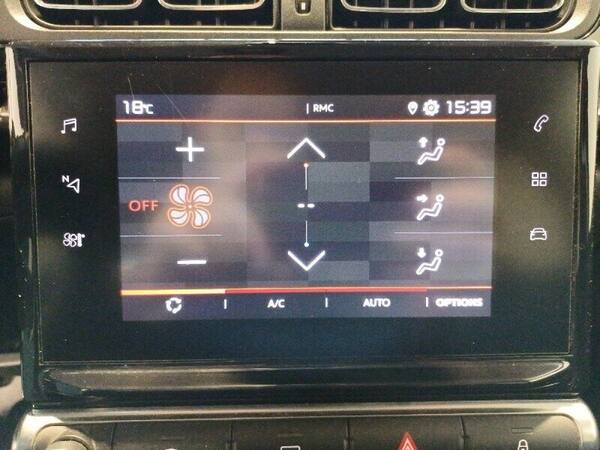 18°C | RMC 15:39
N
OFF --
A/C | AUTO | OPTIONS